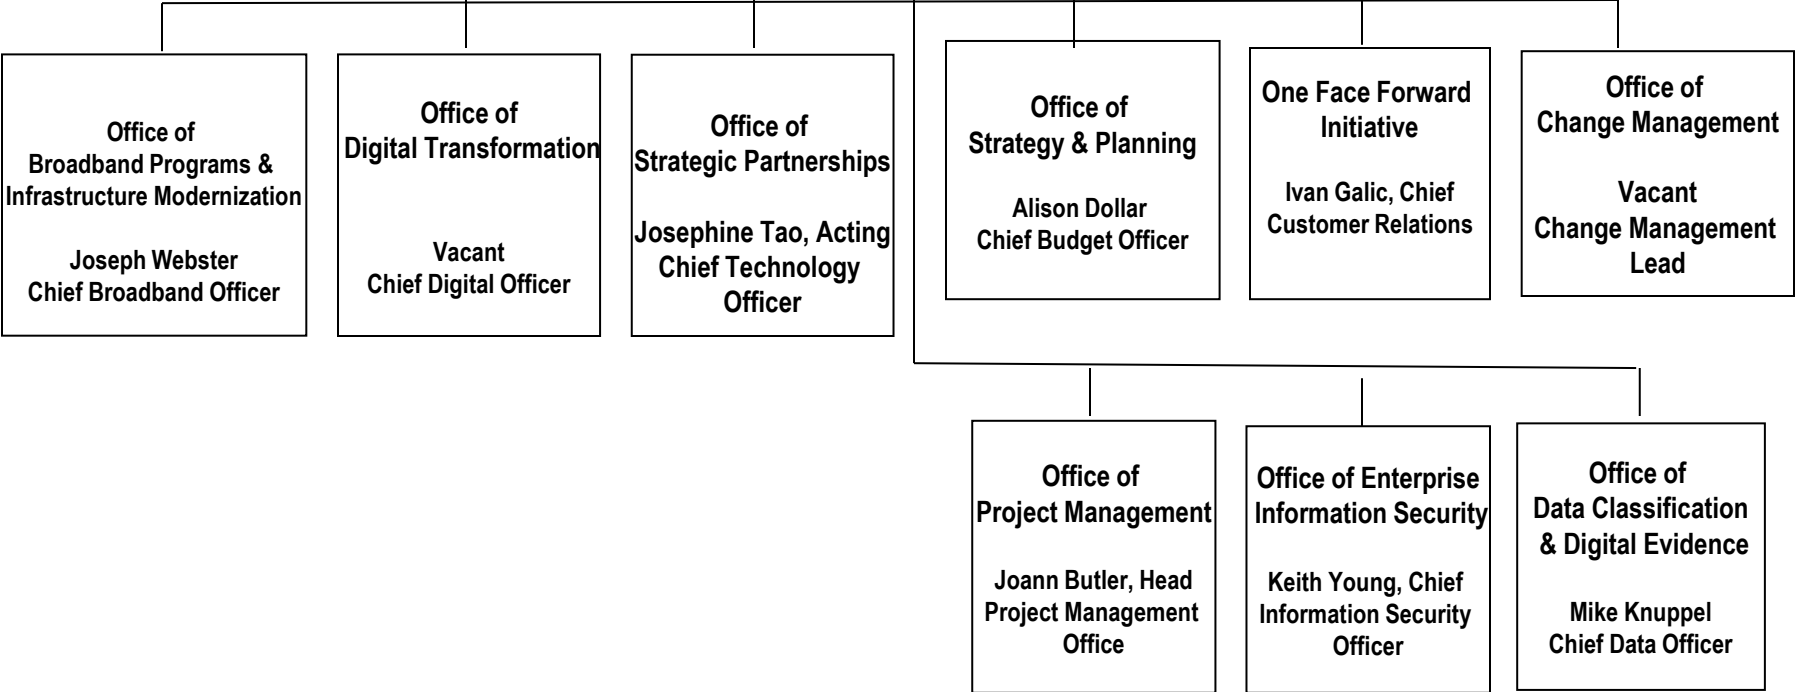 Office of
Broadband Programs &
Infrastructure Modernization
Joseph Webster
Chief Broadband Officer
Office of
Digital Transformation
Vacant
Chief Digital Officer
Office of
Strategic Partnerships
Josephine Tao, Acting
Chief Technology
Officer
Office of
Strategy & Planning
Alison Dollar
Chief Budget Officer
One Face Forward
Initiative
Ivan Galic, Chief
Customer Relations
Office of
Change Management
Vacant
Change Management
Lead
Office of
Project Management
Joann Butler, Head
Project Management
Office
Office of Enterprise
Information Security
Keith Young, Chief
Information Security
Officer
Office of
Data Classification
& Digital Evidence
Mike Knuppel
Chief Data Officer